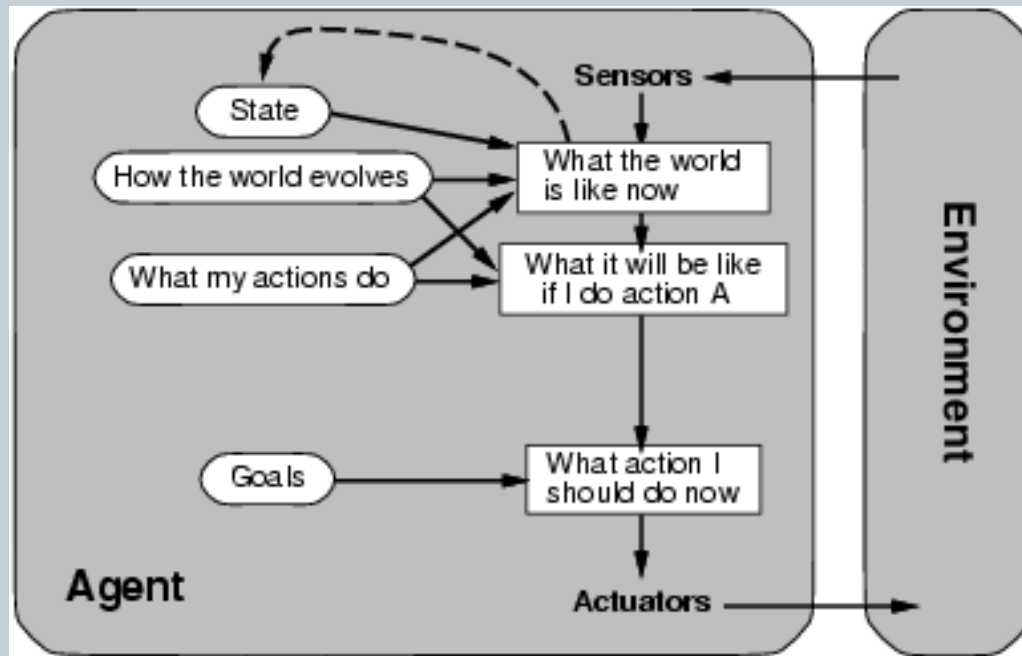 Sensors
State
What the world
is like now
How the world evolves
What my actions do
What it will be like
if I do action A
Goals
What action I
should do now
Agent
Actuators
Environment